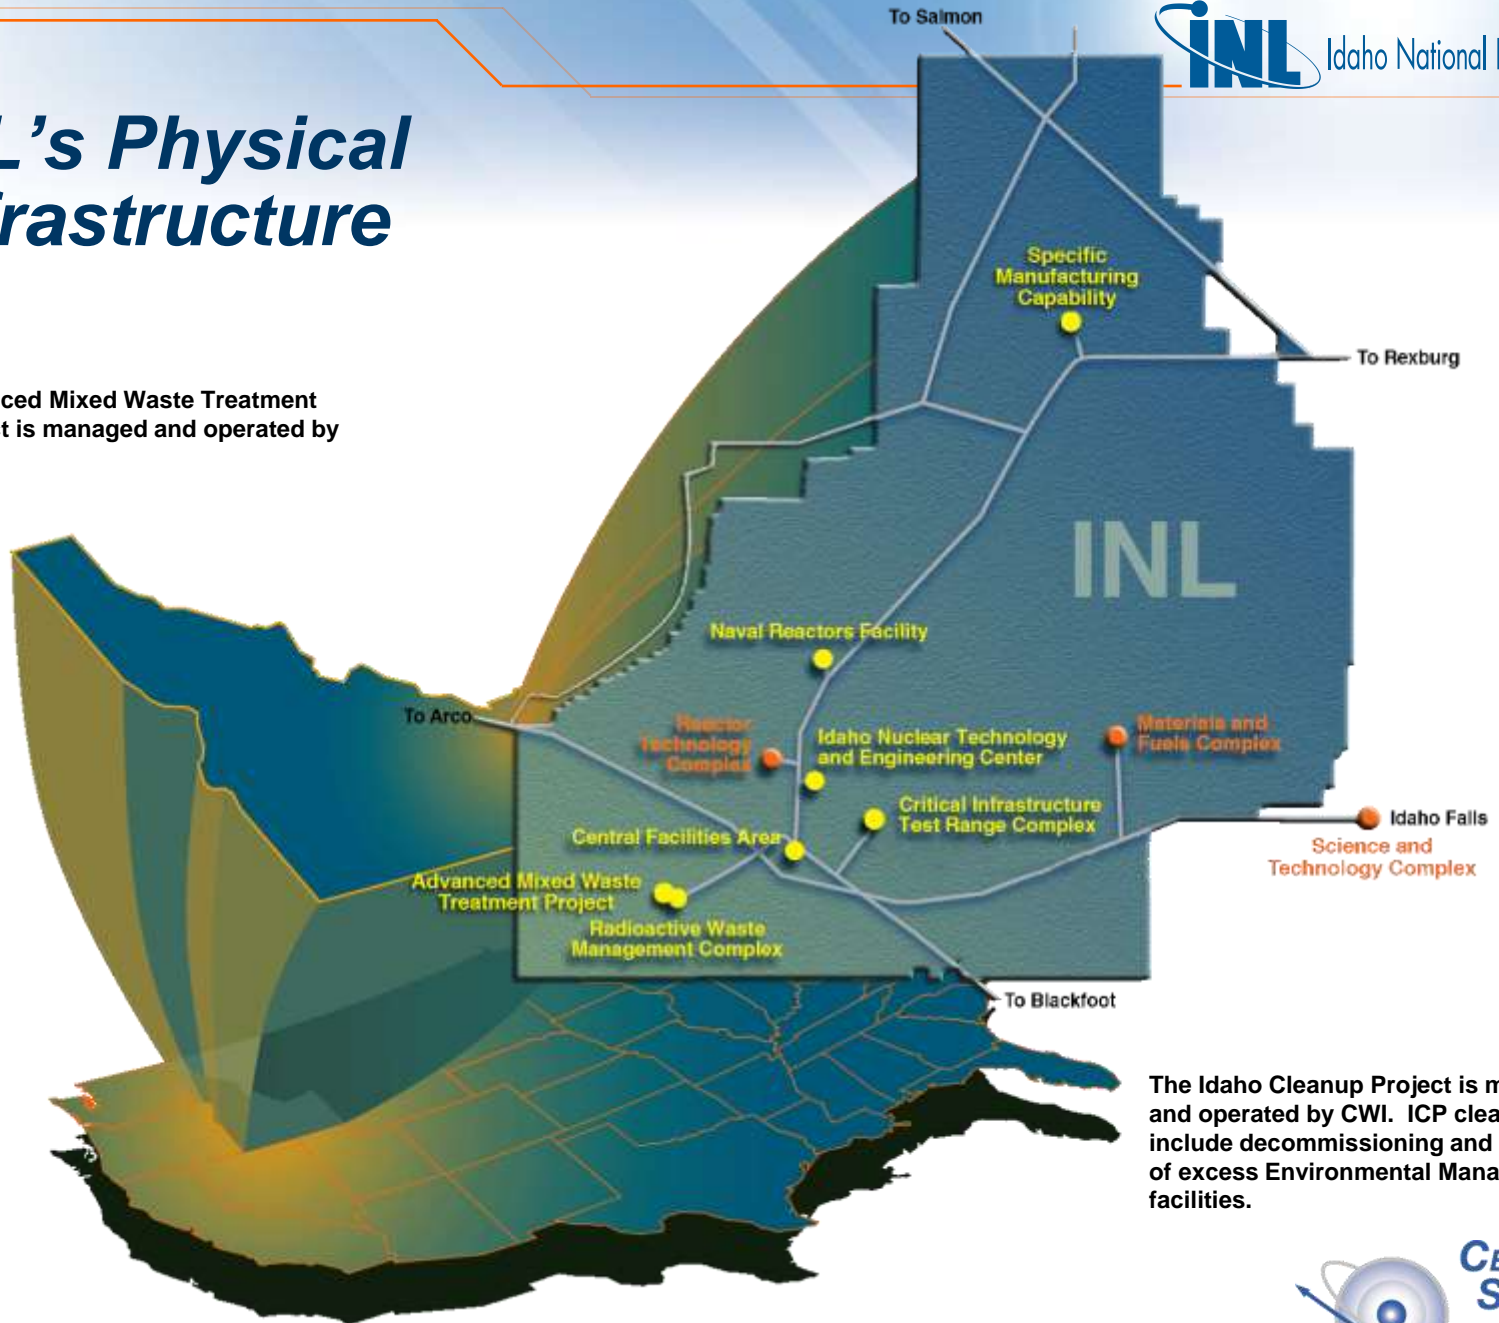 To Salmon
INL Idaho National
L's Physical
frastructure
Specific
Manufacturing
Capability
To Rexburg
ced Mixed Waste Treatment
t is managed and operated by
INL
Naval Reactors Facility
To Arco
Reactor
Technology
Complex
Idaho Nuclear Technology
and Engineering Center
Materials and
Fuels Complex
Critical Infrastructure
Test Range Complex
Central Facilities Area
Idaho Falls
Science and
Technology Complex
Advanced Mixed Waste
Treatment Project
Radioactive Waste
Management Complex
To Blackfoot
The Idaho Cleanup Project is m
and operated by CWI. ICP clea
include decommissioning and
of excess Environmental Mana
facilities.
CE
S